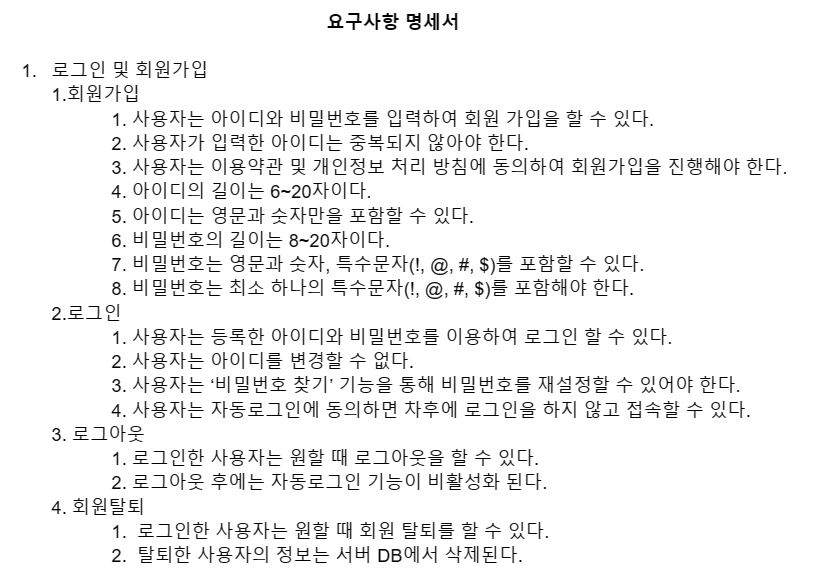 요구사항 명세서
1. 로그인 및 회원가입
1.회원가입
1. 사용자는 아이디와 비밀번호를 입력하여 회원 가입을 할 수 있다.
2. 사용자가 입력한 아이디는 중복되지 않아야 한다.
3. 사용자는 이용약관 및 개인정보 처리 방침에 동의하여 회원가입을 진행해야 한다.
4. 아이디의 길이는 6~20자이다.
5. 아이디는 영문과 숫자만을 포함할 수 있다.
6. 비밀번호의 길이는 8~20자이다.
7. 비밀번호는 영문과 숫자, 특수문자(!, @, #, $)를 포함할 수 있다.
8. 비밀번호는 최소 하나의 특수문자(!, @, #, $)를 포함해야 한다.
2.로그인
1. 사용자는 등록한 아이디와 비밀번호를 이용하여 로그인 할 수 있다.
2. 사용자는 아이디를 변경할 수 없다.
3. 사용자는 ‘비밀번호 찾기’ 기능을 통해 비밀번호를 재설정할 수 있어야 한다.
4. 사용자는 자동로그인에 동의하면 차후에 로그인을 하지 않고 접속할 수 있다.
3. 로그아웃
1. 로그인한 사용자는 원할 때 로그아웃을 할 수 있다.
2. 로그아웃 후에는 자동로그인 기능이 비활성화 된다.
4. 회원탈퇴
1. 로그인한 사용자는 원할 때 회원 탈퇴를 할 수 있다.
2. 탈퇴한 사용자의 정보는 서버 DB에서 삭제된다.